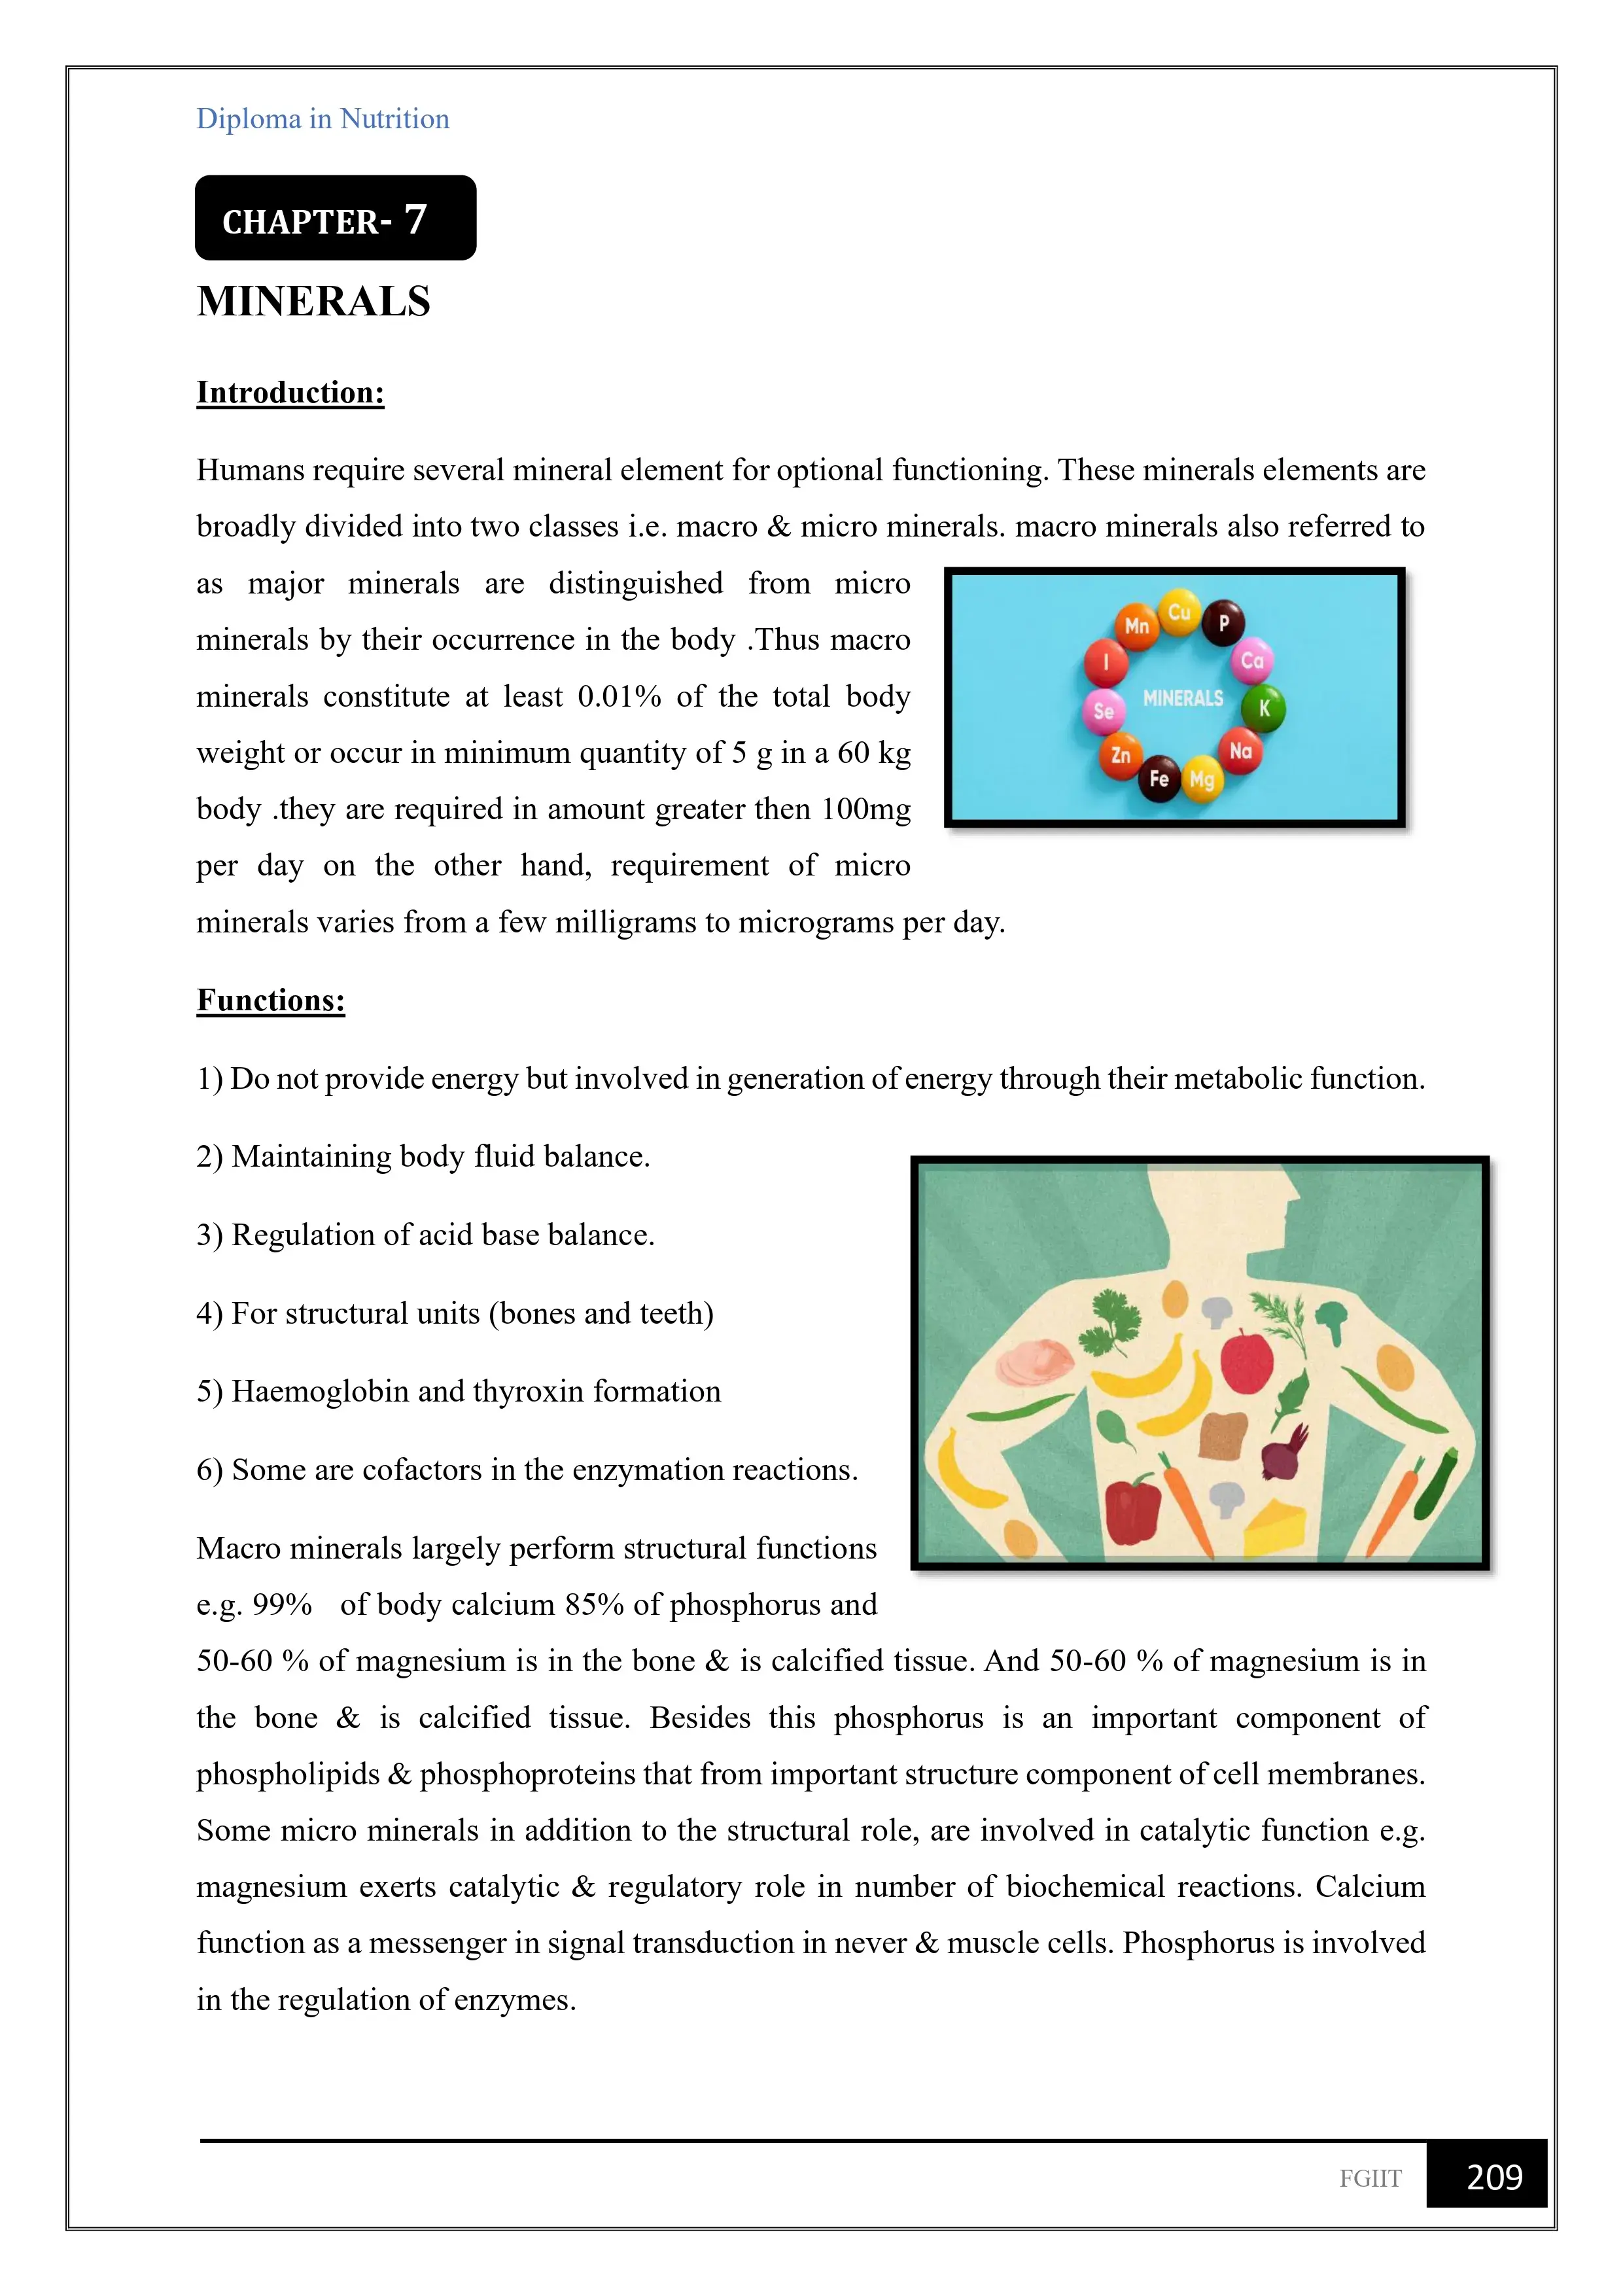 Diploma in Nutrition
CHAPTER- 7
MINERALS
Introduction:
Humans require several mineral element for optional functioning. These minerals elements are
broadly divided into two classes i.e. macro & micro minerals. macro minerals also referred to
as major minerals are distinguished from micro
minerals by their occurrence in the body .Thus macro
minerals constitute at least 0.01% of the total body
weight or occur in minimum quantity of 5 g in a 60 kg
body .they are required in amount greater then 100mg
per day on the other hand, requirement of micro
minerals varies from a few milligrams to micrograms per day.
Cu
Mn
P
I
Ca
Se
MINERALS
K
Zn
Na
Fe
Mg
Functions:
1) Do not provide energy but involved in generation of energy through their metabolic function.
2) Maintaining body fluid balance.
3) Regulation of acid base balance.
4) For structural units (bones and teeth)
5) Haemoglobin and thyroxin formation
6) Some are cofactors in the enzymation reactions.
Macro minerals largely perform structural functions
e.g. 99% of body calcium 85% of phosphorus and
50-60 % of magnesium is in the bone & is calcified tissue. And 50-60 % of magnesium is in
the bone & is calcified tissue. Besides this phosphorus is an important component of
phospholipids & phosphoproteins that from important structure component of cell membranes.
Some micro minerals in addition to the structural role, are involved in catalytic function e.g.
magnesium exerts catalytic & regulatory role in number of biochemical reactions. Calcium
function as a messenger in signal transduction in never & muscle cells. Phosphorus is involved
in the regulation of enzymes.
FGIIT 209